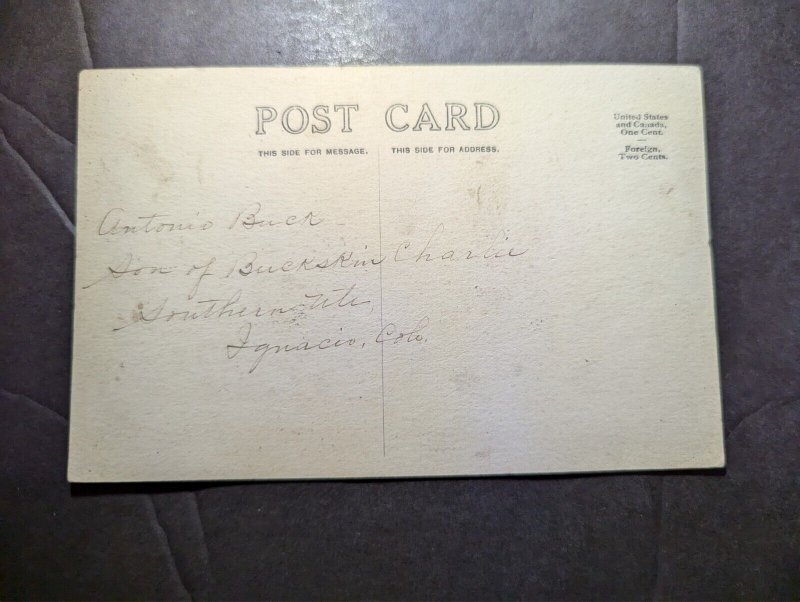 POST CARD
THIS SIDE FOR MESSAGE. THIS SIDE FOR ADDRESS.
United States
and Canada,
One Cent.
Foreign,
Two Cents.
Antonio Buck
Son of Buckskin Charlie
Southern Ute,
Ignacio, Colo.